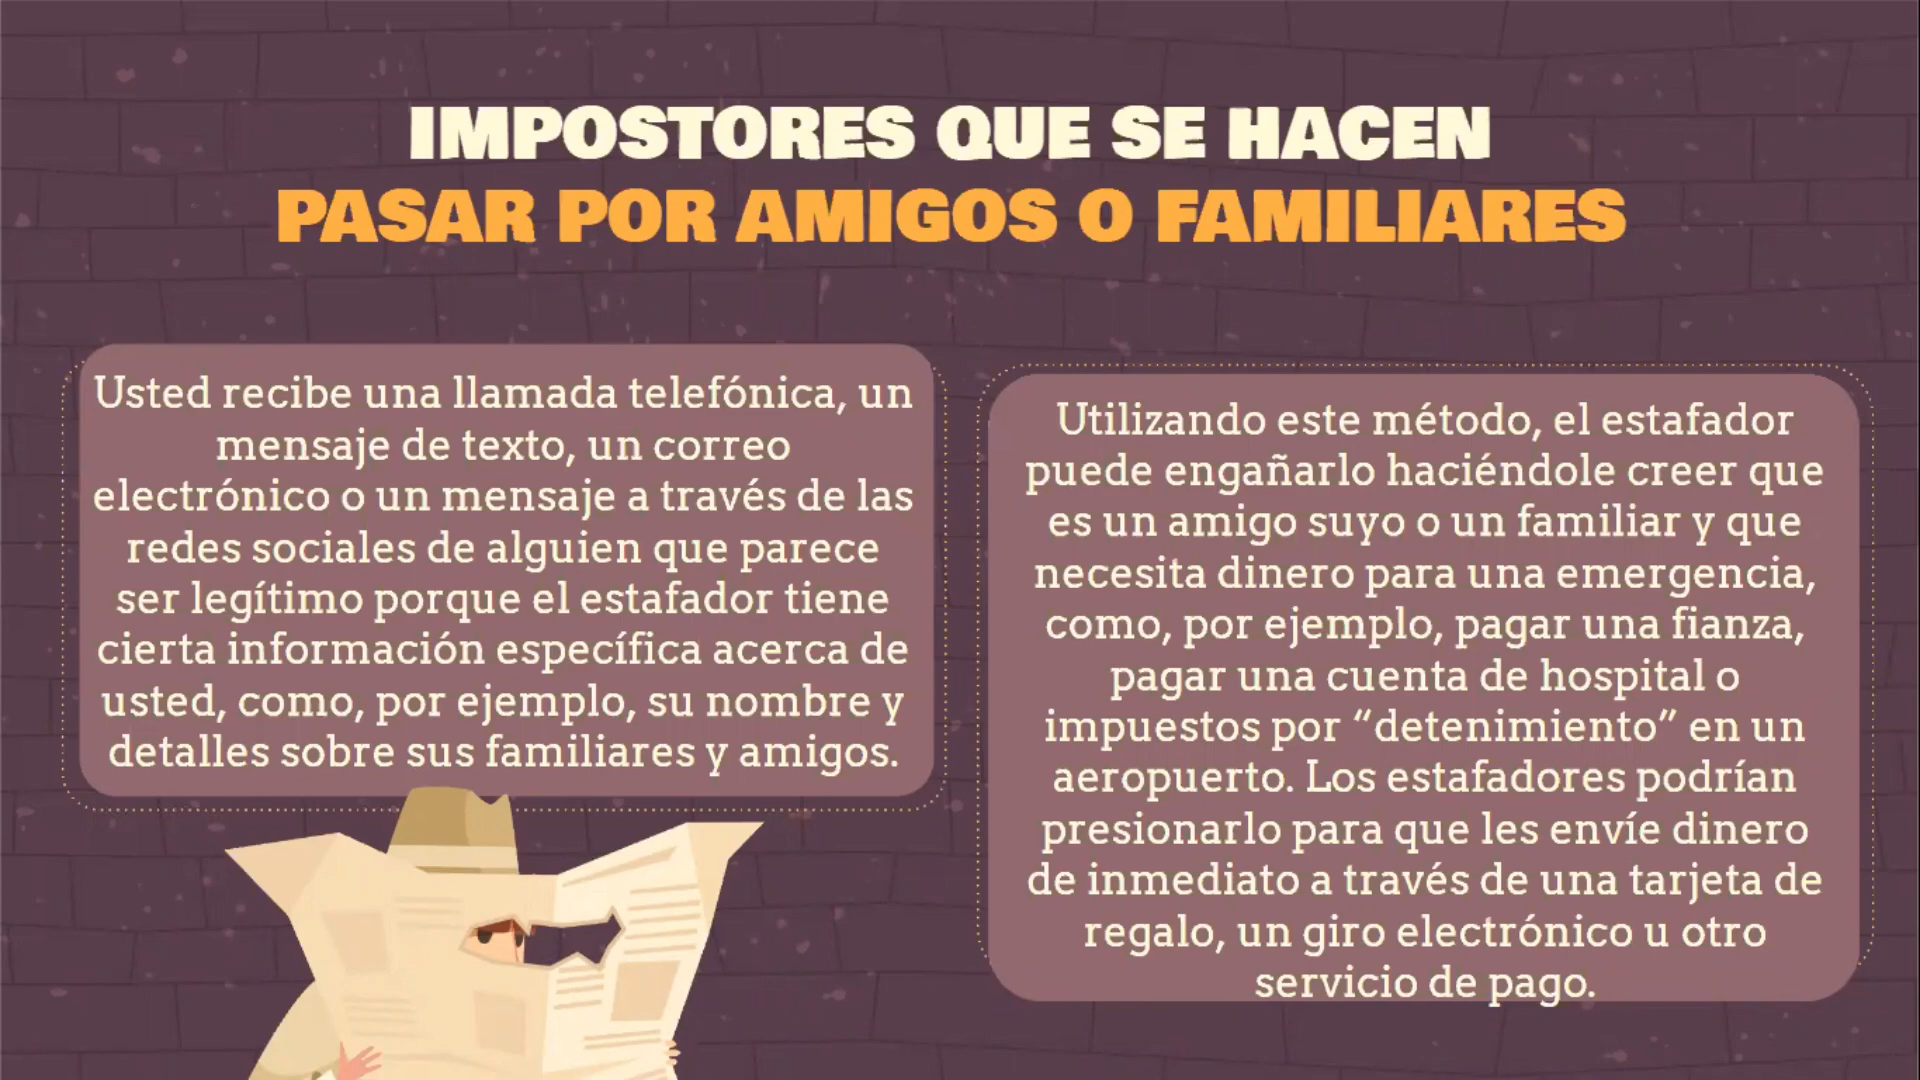 IMPOSTORES QUE SE HACEN
PASAR POR AMIGOS O FAMILIARES
Usted recibe una llamada telefónica, un
mensaje de texto, un correo
electrónico o un mensaje a través de las
redes sociales de alguien que parece
ser legítimo porque el estafador tiene
cierta información específica acerca de
usted, como, por ejemplo, su nombre y
detalles sobre sus familiares y amigos.
Utilizando este método, el estafador
puede engañarlo haciéndole creer que
es un amigo suyo o un familiar y que
necesita dinero para una emergencia,
como, por ejemplo, pagar una fianza,
pagar una cuenta de hospital o
impuestos por “detenimiento” en un
aeropuerto. Los estafadores podrían
presionarlo para que les envíe dinero
de inmediato a través de una tarjeta de
regalo, un giro electrónico u otro
servicio de pago.